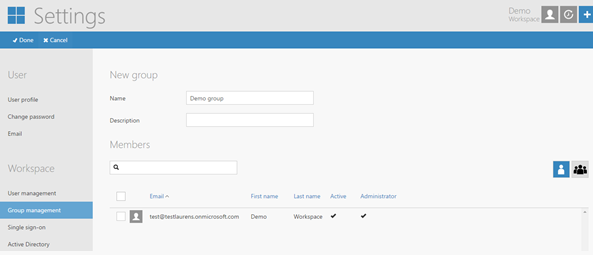 Settings
Demo
Workspace
Done Cancel
User
User profile
Change password
Email
Workspace
User management
Group management
Single sign-on
Active Directory
New group
Name Demo group
Description
Members
Email First name Last name Active Administrator
test@testlaurens.onmicrosoft.com Demo Workspace